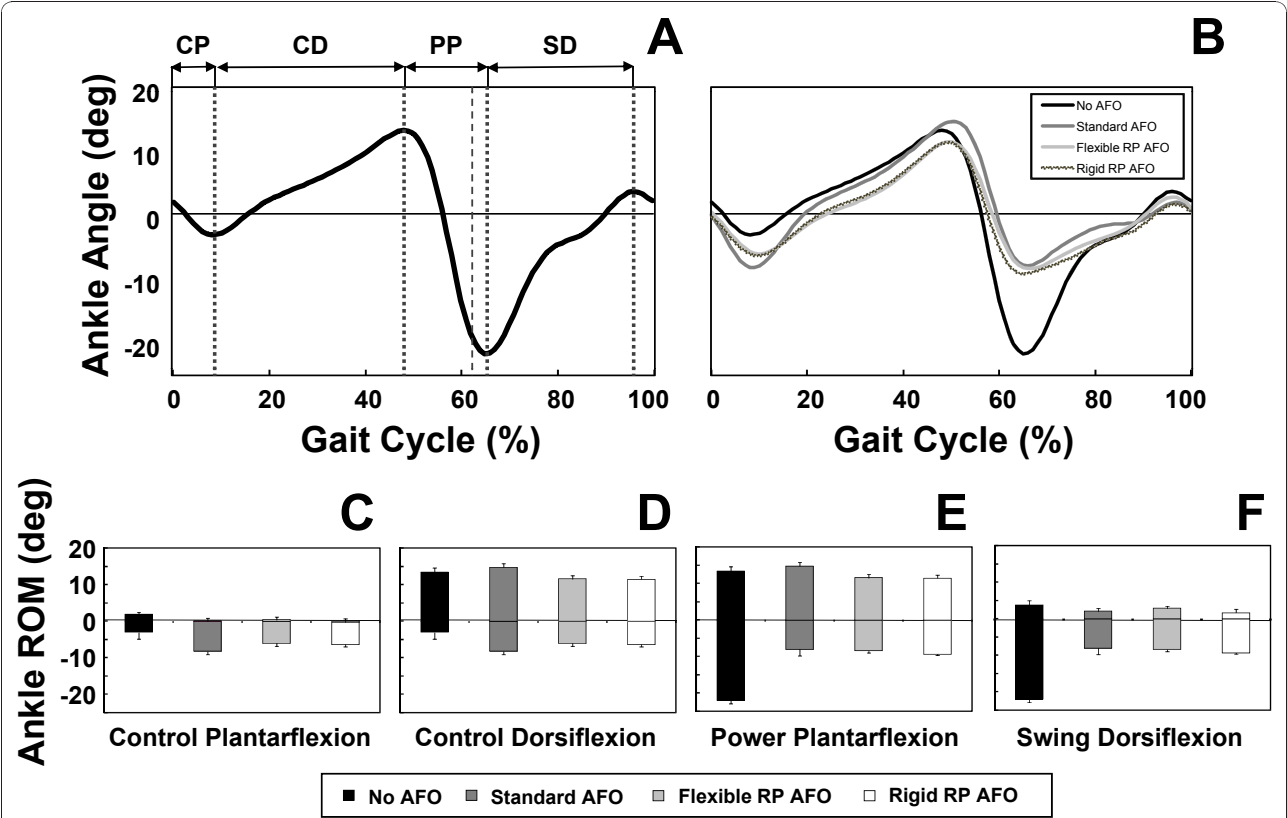 CP CD PP SD A
B
Ankle Angle (deg)
20
10
0
-10
-20
0 20 40 60 80 100
Gait Cycle (%)
No AFO
Standard AFO
Flexible RP AFO
Rigid RP AFO
0 20 40 60 80 100
Gait Cycle (%)
Ankle ROM (deg)
C
D
E
F
20
10
0
-10
-20
Control Plantarflexion
Control Dorsiflexion
Power Plantarflexion
Swing Dorsiflexion
No AFO Standard AFO Flexible RP AFO Rigid RP AFO